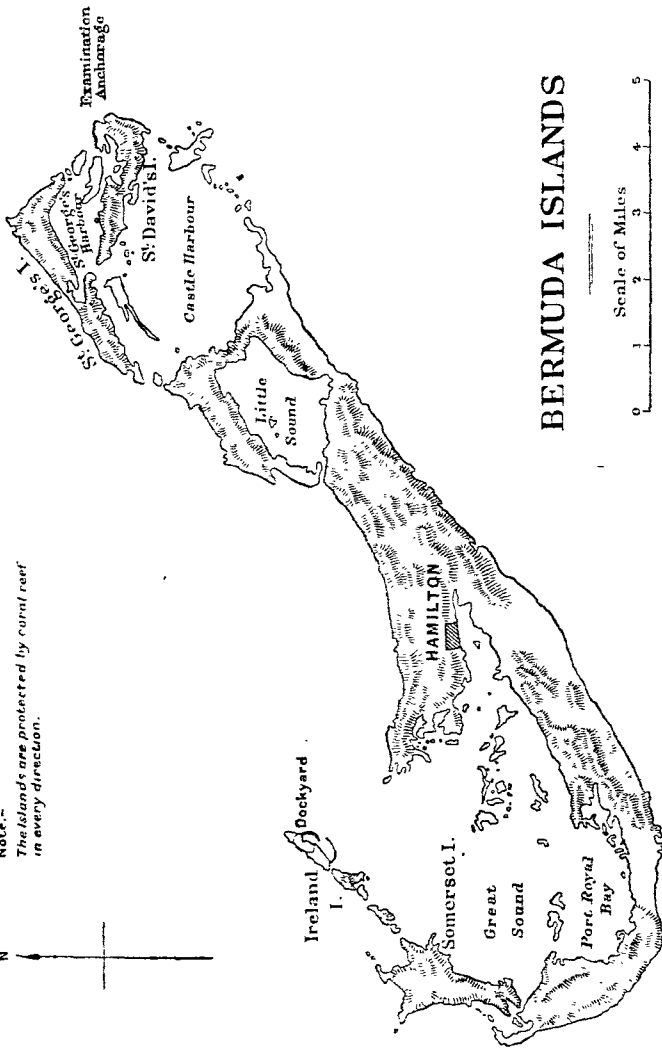 N
Note.–
The islands are protected by coral reef
in every direction.
Examination
Anchorage
St. George's I.
St. George's
Harbour
St. David's I.
Castle Harbour
Little
Sound
HAMILTON
Ireland
I.
Dockyard
Somerset I.
Great
Sound
Port Royal
Bay
BERMUDA ISLANDS
Scale of Miles
0 1 2 3 4 5